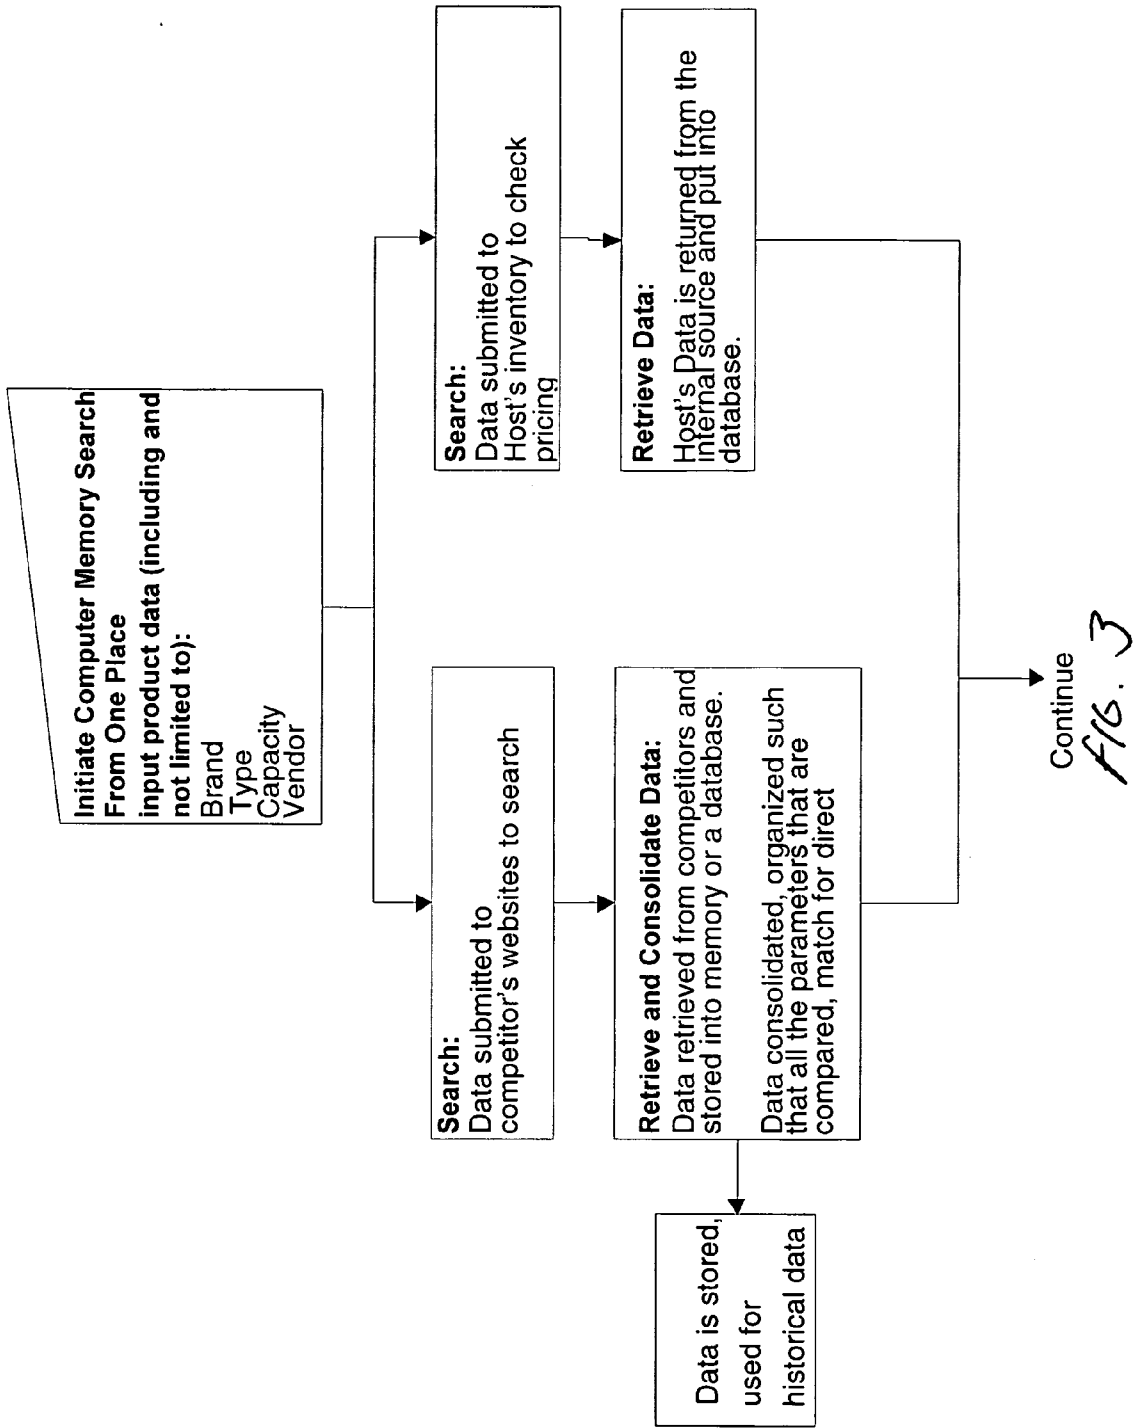 Initiate Computer Memory Search
From One Place
input product data (including and
not limited to):
Brand
Type
Capacity
Vendor
Search:
Data submitted to
competitor's websites to search
Search:
Data submitted to
Host's inventory to check
pricing
Retrieve and Consolidate Data:
Data retrieved from competitors and
stored into memory or a database.
Data consolidated, organized such
that all the parameters that are
compared, match for direct
Retrieve Data:
Host's Data is returned from the
internal source and put into
database.
Data is stored,
used for
historical data
Continue
FIG. 3